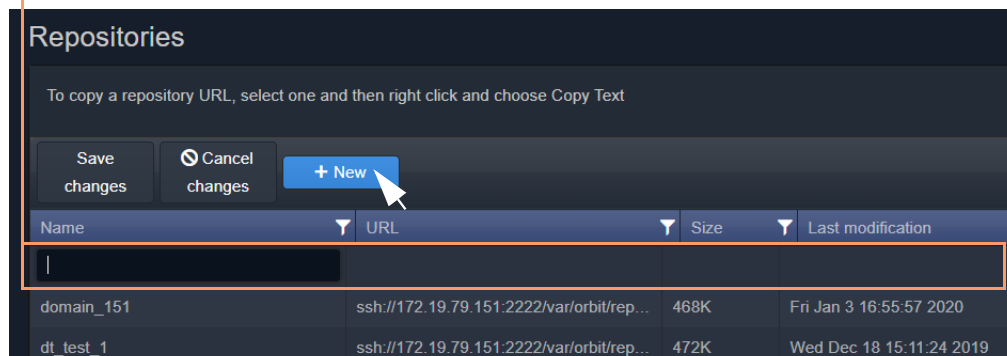 Repositories
To copy a repository URL, select one and then right click and choose Copy Text
Save changes
Cancel changes
+ New
Name URL Size Last modification
domain_151 ssh://172.19.79.151:2222/var/orbit/rep... 468K Fri Jan 3 16:55:57 2020
dt_test_1 ssh://172.19.79.151:2222/var/orbit/rep... 472K Wed Dec 18 15:11:24 2019